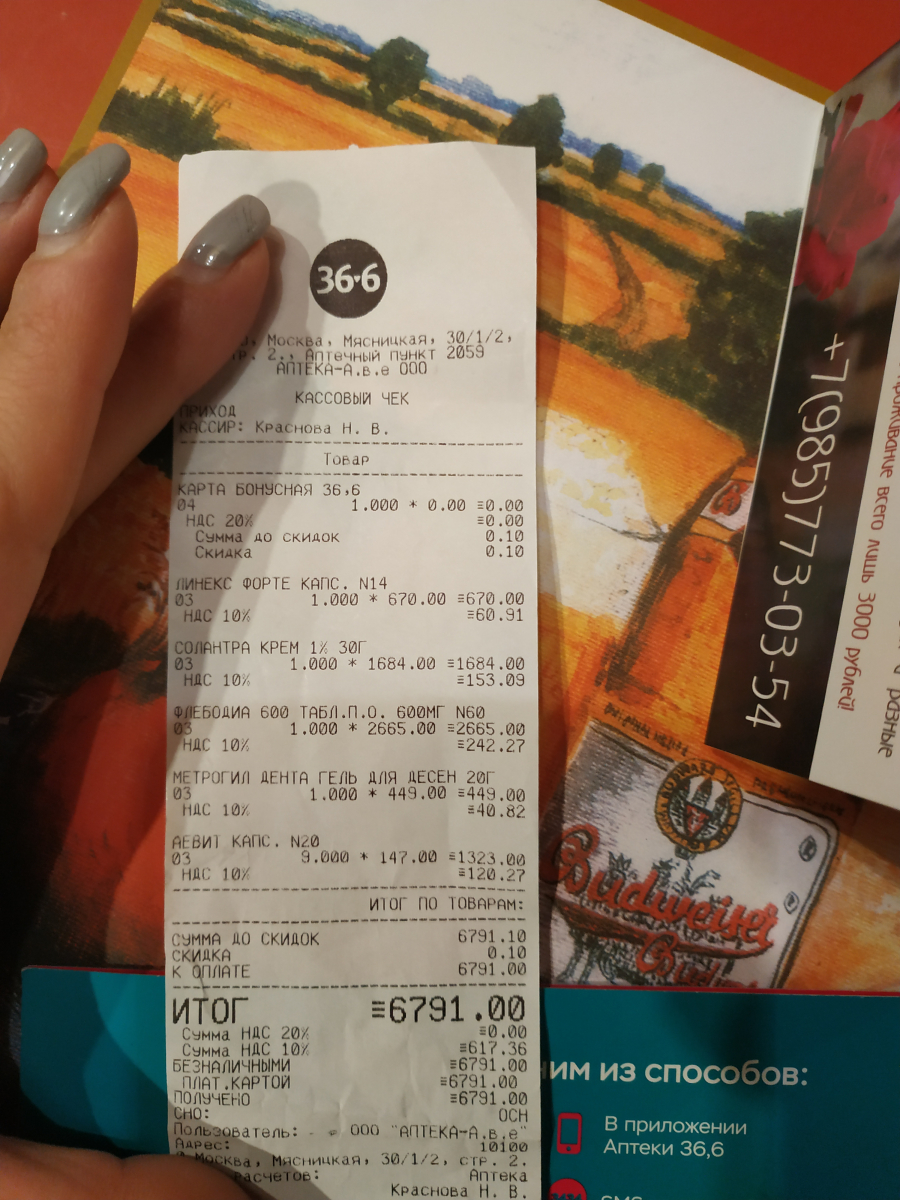 36•6
Москва, Мясницкая, 30/1/2,
стр. 2., Аптечный пункт 2059
АПТЕКА-А.в.е ООО
КАССОВЫЙ ЧЕК
ПРИХОД
КАССИР: Краснова Н. В.
Товар
КАРТА БОНУСНАЯ 36,6
04 1.000 * 0.00 ≡0.00
НДС 20% ≡0.00
Сумма до скидок 0.10
Скидка 0.10
ЛИНЕКС ФОРТЕ КАПС. N14
03 1.000 * 670.00 ≡670.00
НДС 10% ≡60.91
СОЛАНТРА КРЕМ 1% 30Г
03 1.000 * 1684.00 ≡1684.00
НДС 10% ≡153.09
ФЛЕБОДИА 600 ТАБЛ.П.О. 600МГ N60
03 1.000 * 2665.00 ≡2665.00
НДС 10% ≡242.27
МЕТРОГИЛ ДЕНТА ГЕЛЬ ДЛЯ ДЕСЕН 20Г
03 1.000 * 449.00 ≡449.00
НДС 10% ≡40.82
АЕВИТ КАПС. N20
03 9.000 * 147.00 ≡1323.00
НДС 10% ≡120.27
ИТОГ ПО ТОВАРАМ:
СУММА ДО СКИДОК 6791.10
СКИДКА 0.10
К ОПЛАТЕ 6791.00
ИТОГ ≡6791.00
Сумма НДС 20% ≡0.00
Сумма НДС 10% ≡617.36
БЕЗНАЛИЧНЫМИ ≡6791.00
ПЛАТ.КАРТОЙ ≡6791.00
ПОЛУЧЕНО ≡6791.00
СНО: ОСН
Пользователь: ООО "АПТЕКА-А.в.е"
Адрес: 10100
0 Москва, Мясницкая, 30/1/2, стр. 2.
расчетов: Аптека
Краснова Н. В.
+7(985)773-03-54
проживание всего лишь 3000 рублей!
равные
Budweiser
ним из способов:
В приложении
Аптеки 36,6
SMS